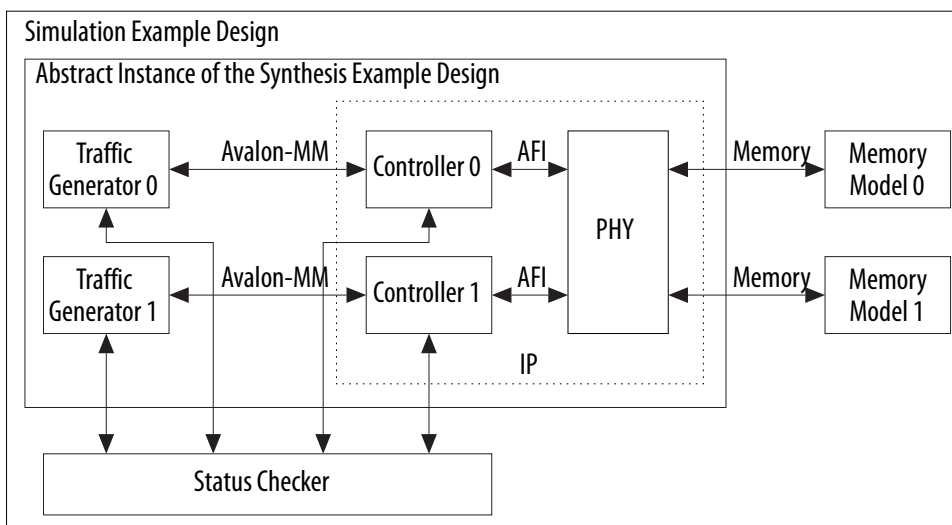 Simulation Example Design
Abstract Instance of the Synthesis Example Design
Traffic
Generator 0
Avalon-MM
Controller 0
AFI
PHY
Memory
Memory
Model 0
Traffic
Generator 1
Avalon-MM
Controller 1
AFI
Memory
Memory
Model 1
IP
Status Checker